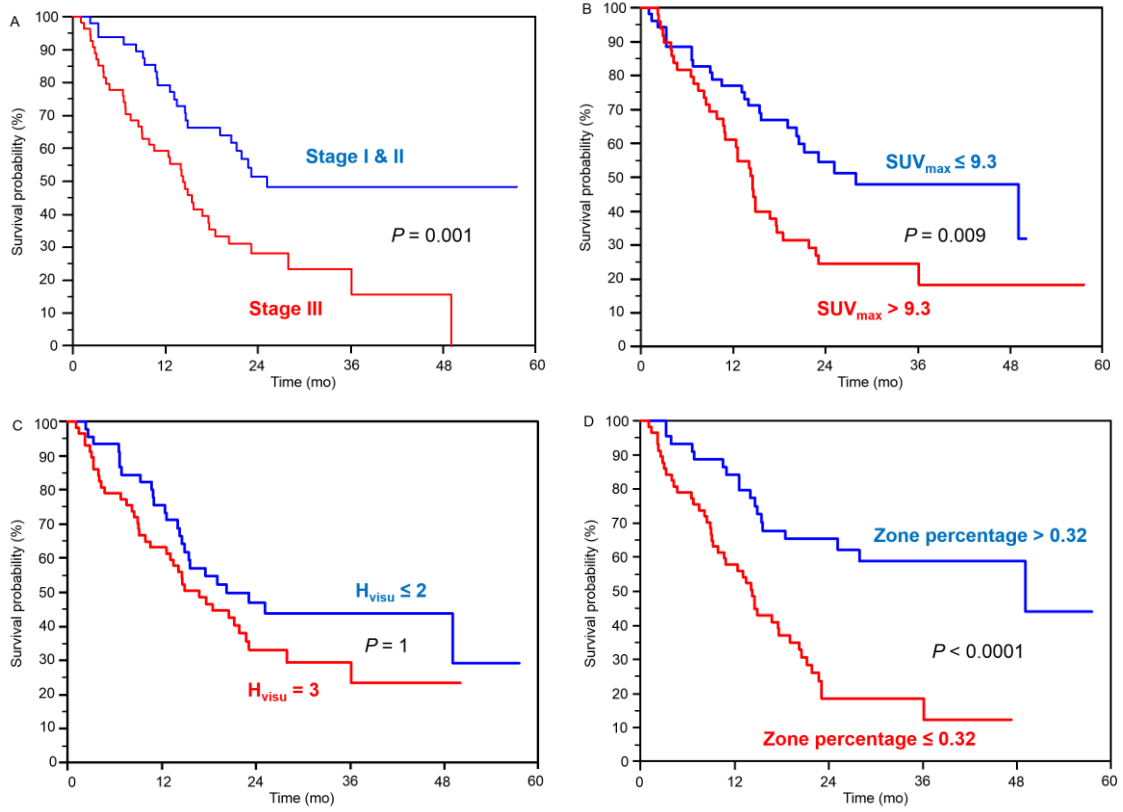 A
Survival probability (%)
100
90
80
70
60
50
40
30
20
10
0
Stage I & II
P = 0.001
Stage III
0 12 24 36 48 60
Time (mo)
B
Survival probability (%)
100
90
80
70
60
50
40
30
20
10
0
SUVmax ≤ 9.3
P = 0.009
SUVmax > 9.3
0 12 24 36 48 60
Time (mo)
C
Survival probability (%)
100
90
80
70
60
50
40
30
20
10
0
Hvisu ≤ 2
P = 1
Hvisu = 3
0 12 24 36 48 60
Time (mo)
D
Survival probability (%)
100
90
80
70
60
50
40
30
20
10
0
Zone percentage > 0.32
P < 0.0001
Zone percentage ≤ 0.32
0 12 24 36 48 60
Time (mo)